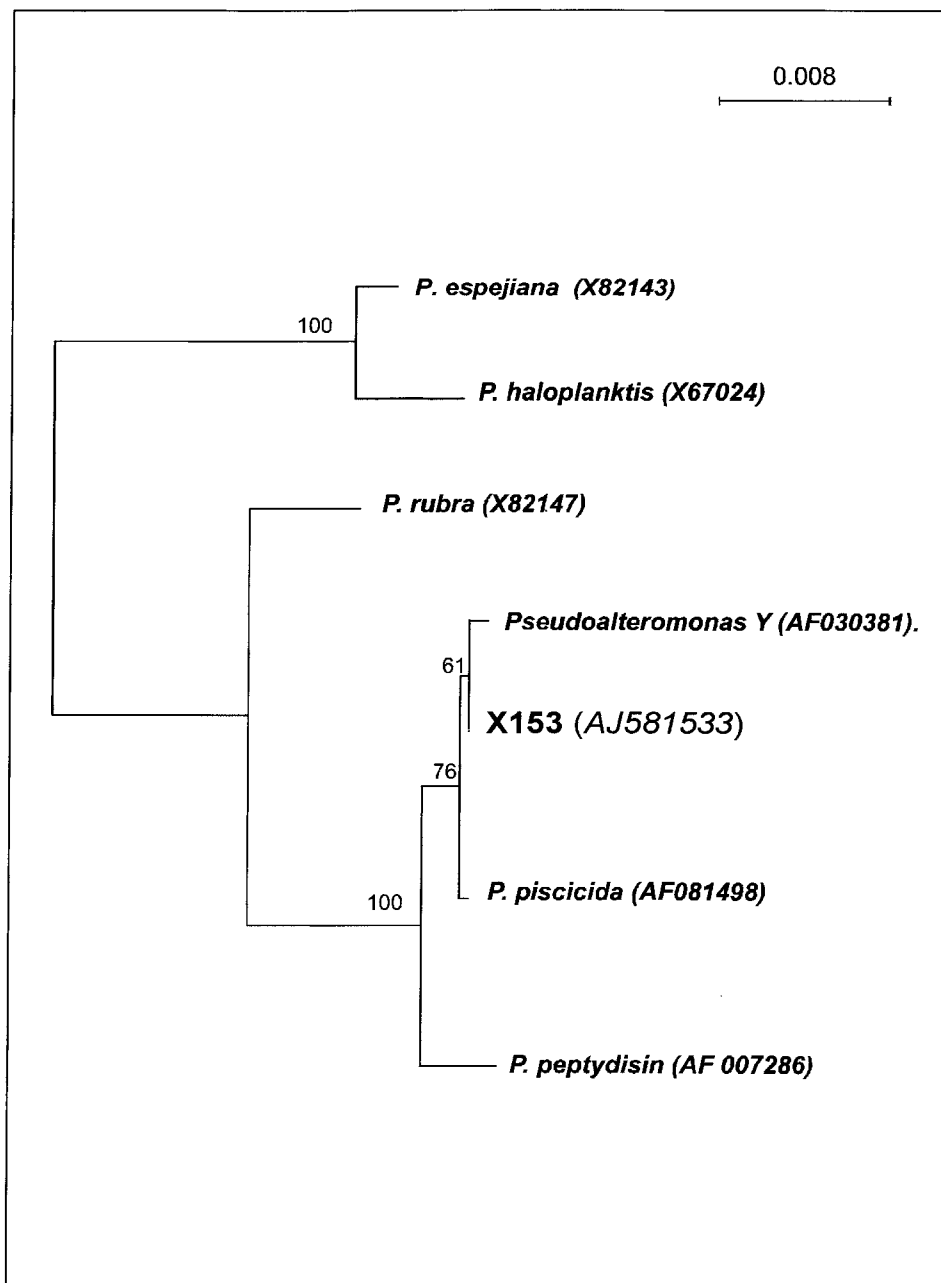 0.008
P. espejiana (X82143)
100
P. haloplanktis (X67024)
P. rubra (X82147)
Pseudoalteromonas Y (AF030381).
61
X153 (AJ581533)
76
P. piscicida (AF081498)
100
P. peptydisin (AF 007286)